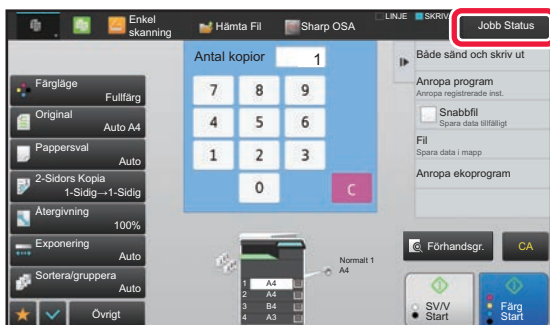 Enkel
skanning
Hämta Fil
Sharp OSA
LINJE
SKRIV
Jobb Status
Antal kopior
1
7 8 9
4 5 6
1 2 3
0 C
Färgläge
Fullfärg
Original
Auto A4
Pappersval
Auto
2-Sidors Kopia
1-Sidig→1-Sidig
Återgivning
100%
Exponering
Auto
Sortera/gruppera
Auto
Övrigt
1 A4
2 A4
3 B4
4 A3
Normalt 1
A4
Både sänd och skriv ut
Anropa program
Anropa registrerade inst.
Snabbfil
Spara data tillfälligt
Fil
Spara data i mapp
Anropa ekoprogram
Förhandsgr.
CA
SV/V
Start
Färg
Start